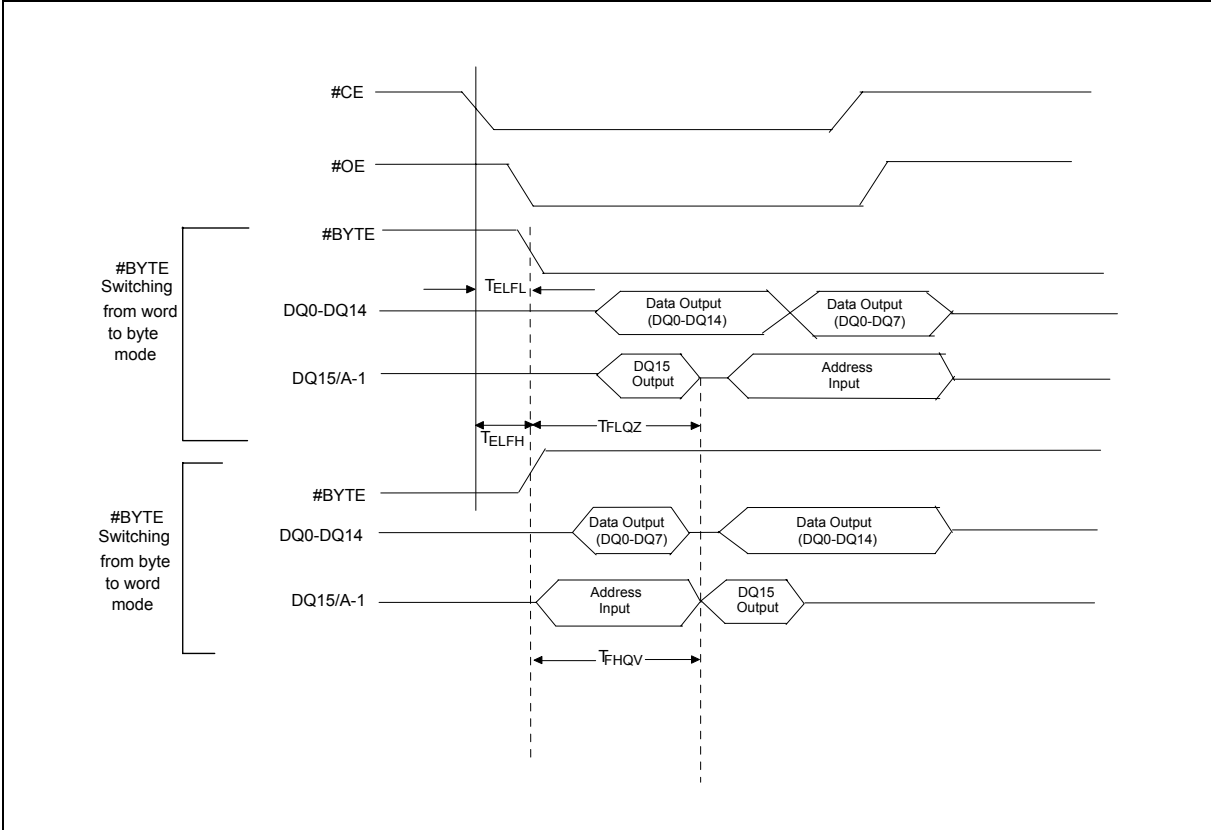 #CE
#OE
#BYTE
#BYTE
Switching
from word
to byte
mode
TELFL
DQ0-DQ14
Data Output
(DQ0-DQ14)
Data Output
(DQ0-DQ7)
DQ15/A-1
DQ15
Output
Address
Input
TELFH
TFLQZ
#BYTE
#BYTE
Switching
from byte
to word
mode
DQ0-DQ14
Data Output
(DQ0-DQ7)
Data Output
(DQ0-DQ14)
DQ15/A-1
Address
Input
DQ15
Output
TFHQV